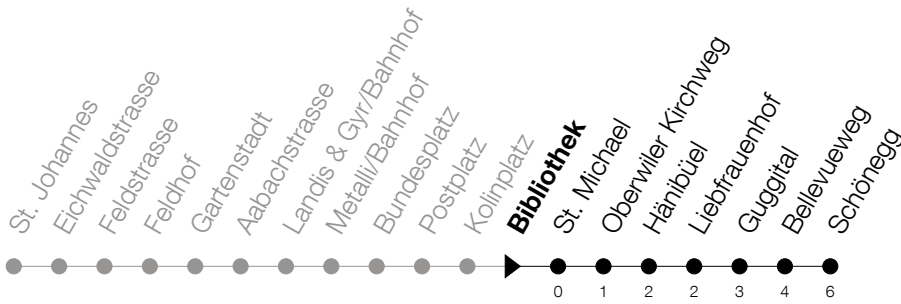 St. Johannes
Eichwaldstrasse
Feldstrasse
Feldhof
Gartenstadt
Aabachstrasse
Landis & Gyr/Bahnhof
Metalli/Bahnhof
Bundesplatz
Postplatz
Kolinplatz
Bibliothek
St. Michael
Oberwiler Kirchweg
Hänibüel
Liebfrauenhof
Guggital
Bellevueweg
Schönegg
0 1 2 2 3 4 6